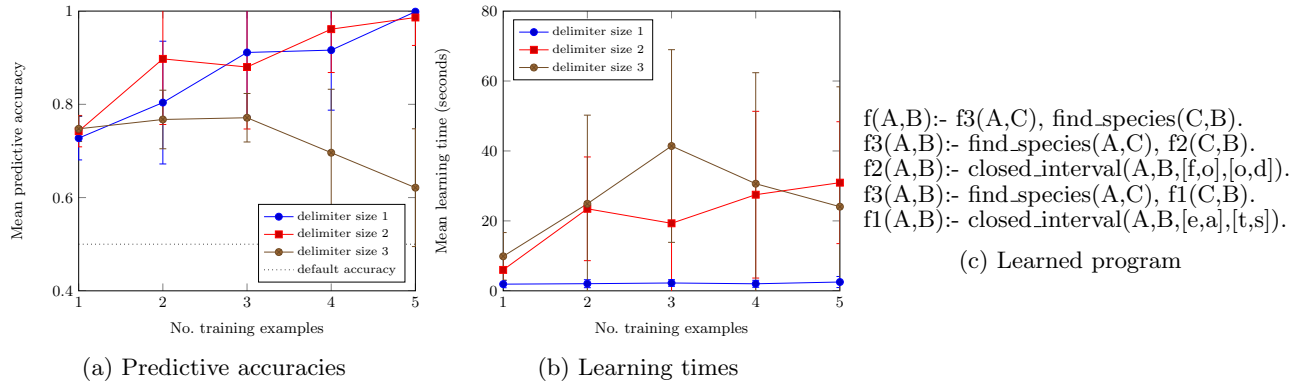 1
0.8
0.6
0.4
1
2
3
4
5
Mean predictive accuracy
No. training examples
delimiter size 1
delimiter size 2
delimiter size 3
default accuracy
(a) Predictive accuracies
80
60
40
20
0
1
2
3
4
5
Mean learning time (seconds)
No. training examples
delimiter size 1
delimiter size 2
delimiter size 3
(b) Learning times
f(A,B):- f3(A,C), find_species(C,B).
f3(A,B):- find_species(A,C), f2(C,B).
f2(A,B):- closed_interval(A,B,[f,o],[o,d]).
f3(A,B):- find_species(A,C), f1(C,B).
f1(A,B):- closed_interval(A,B,[e,a],[t,s]).
(c) Learned program